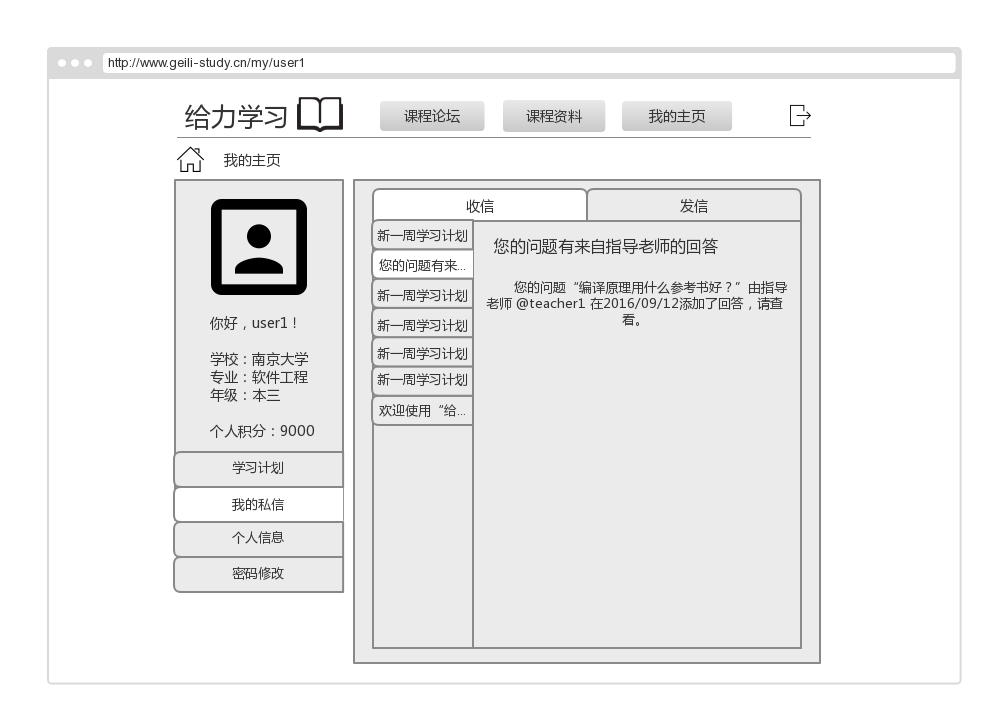 http://www.geili-study.cn/my/user1
给力学习
课程论坛
课程资料
我的主页
我的主页
你好，user1！
学校：南京大学
专业：软件工程
年级：本三
个人积分：9000
学习计划
我的私信
个人信息
密码修改
收信
发信
新一周学习计划
您的问题有来...
新一周学习计划
新一周学习计划
新一周学习计划
新一周学习计划
欢迎使用“给...
您的问题有来自指导老师的回答
您的问题“编译原理用什么参考书好？”由指导
老师 @teacher1 在2016/09/12添加了回答，请查
看。